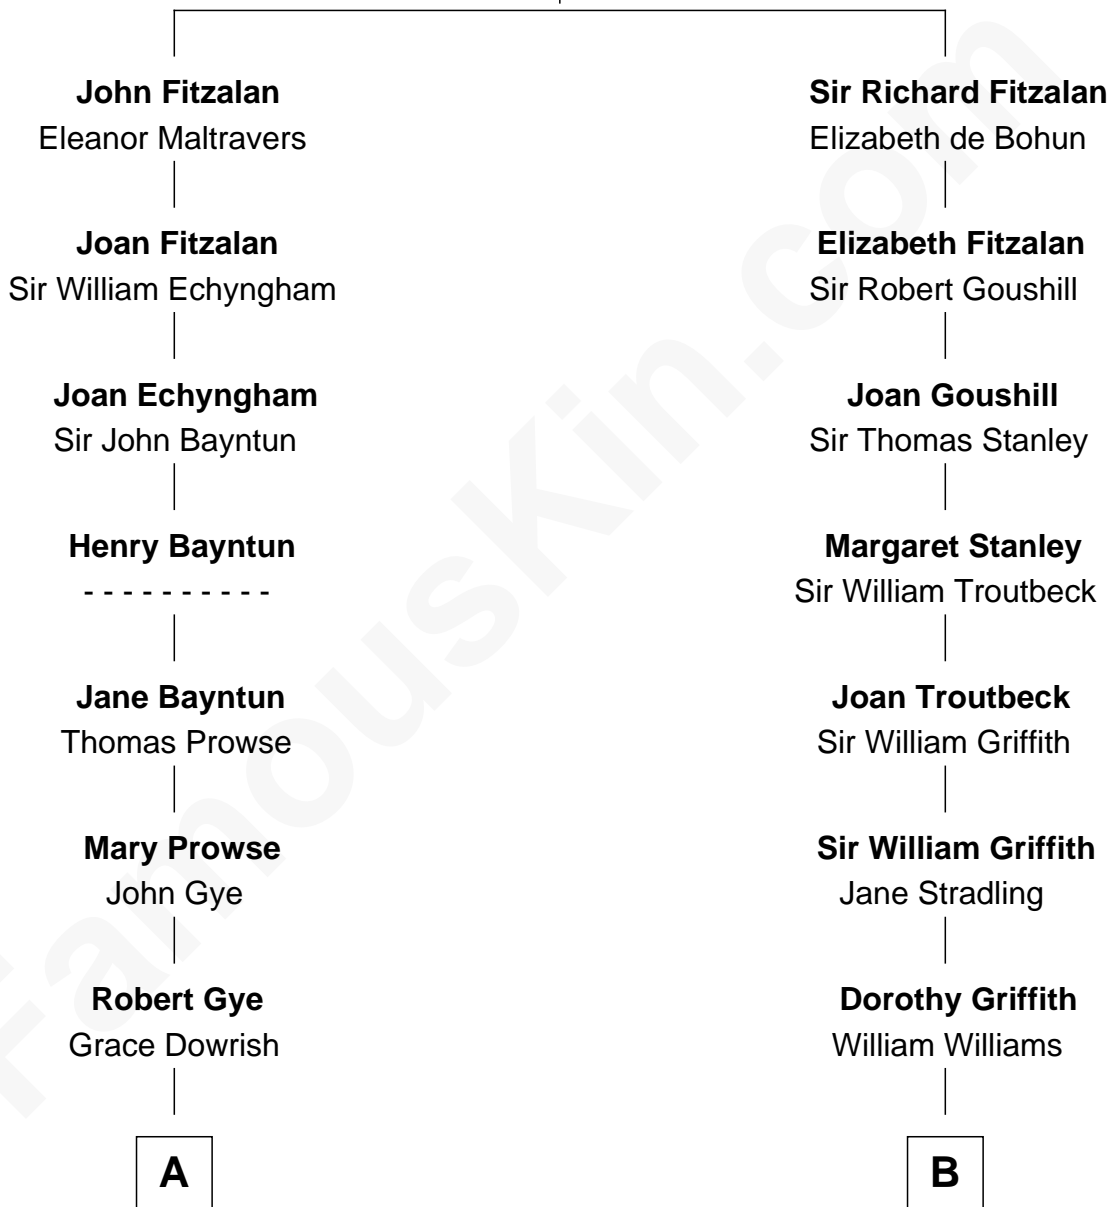 John Fitzalan
Eleanor Maltravers
Joan Fitzalan
Sir William Echyngham
Joan Echyngham
Sir John Bayntun
Henry Bayntun
- - - - - - - - - -
Jane Bayntun
Thomas Prowse
Mary Prowse
John Gye
Robert Gye
Grace Dowrish
A
Sir Richard Fitzalan
Elizabeth de Bohun
Elizabeth Fitzalan
Sir Robert Goushill
Joan Goushill
Sir Thomas Stanley
Margaret Stanley
Sir William Troutbeck
Joan Troutbeck
Sir William Griffith
Sir William Griffith
Jane Stradling
Dorothy Griffith
William Williams
B
FamousKin.com